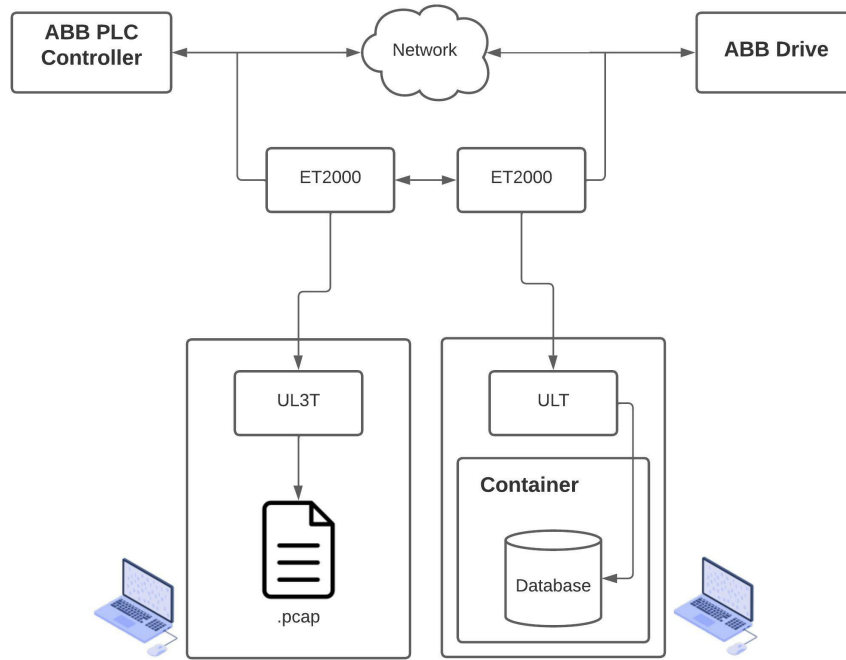 ABB PLC
Controller
Network
ABB Drive
ET2000
ET2000
UL3T
ULT
Container
Database
.pcap